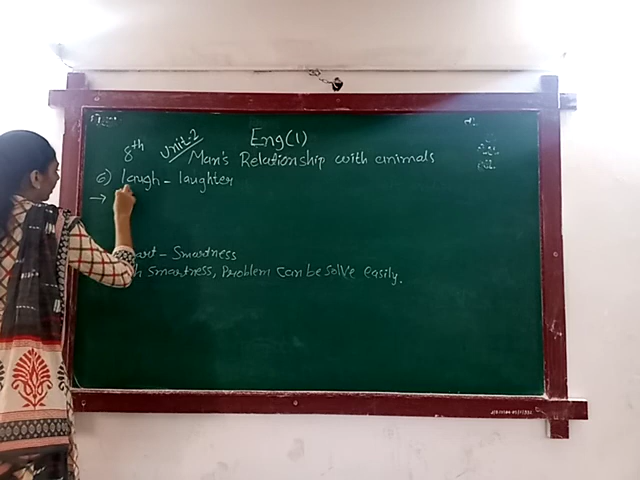 8th Unit-2 Eng(1)
Man's Relationship with animals
6) laugh - laughter
→
art - Smartness
h Smartness, Problem can be solve easily.